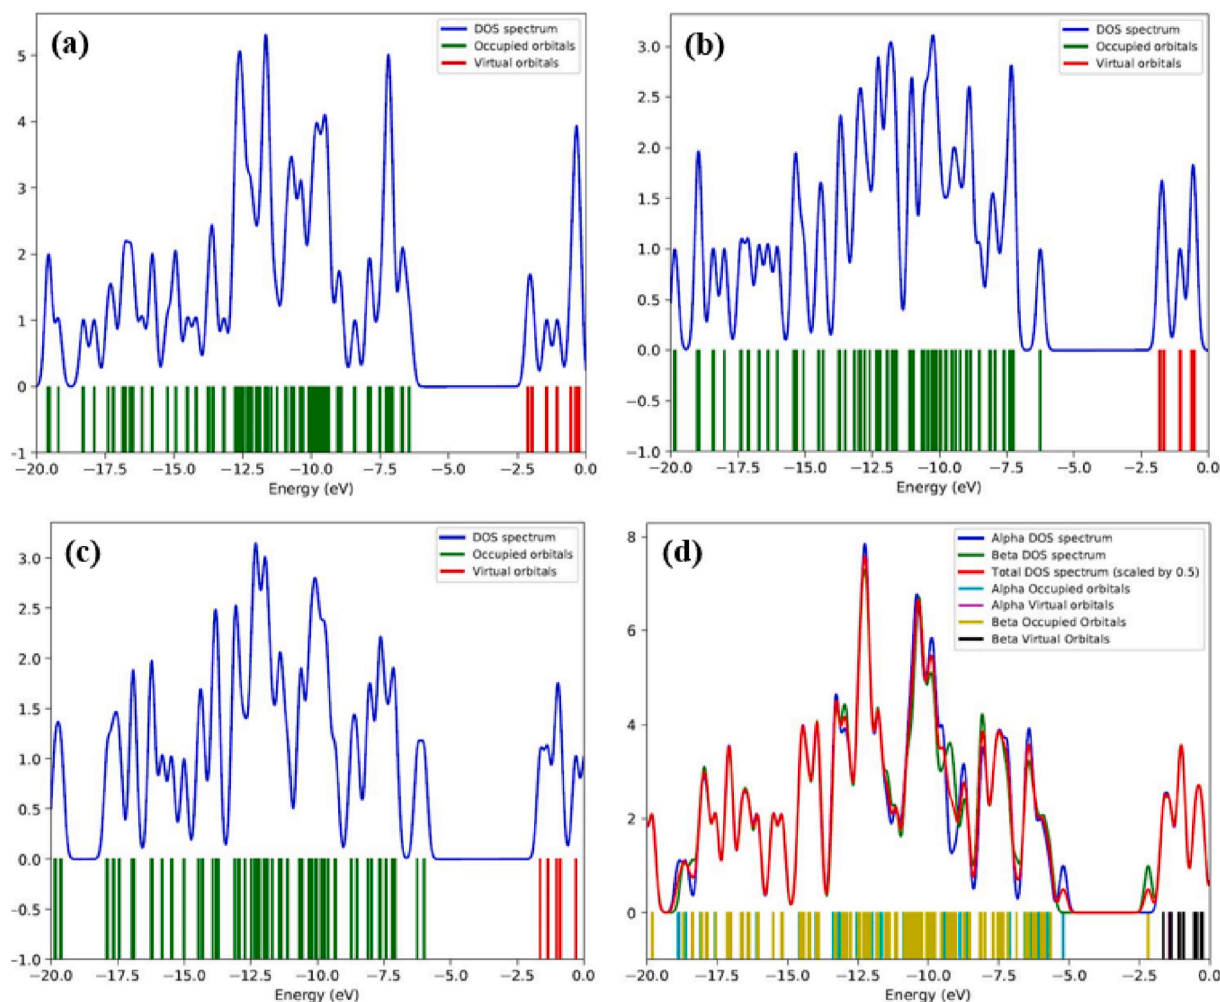 (a)
DOS spectrum
Occupied orbitals
Virtual orbitals
5
4
3
2
1
0
-1
−20.0 −17.5 −15.0 −12.5 −10.0 −7.5 −5.0 −2.5 0.0
Energy (eV)
(b)
DOS spectrum
Occupied orbitals
Virtual orbitals
3.0
2.5
2.0
1.5
1.0
0.5
0.0
−0.5
−1.0
−20.0 −17.5 −15.0 −12.5 −10.0 −7.5 −5.0 −2.5 0.0
Energy (eV)
(c)
DOS spectrum
Occupied orbitals
Virtual orbitals
3.0
2.5
2.0
1.5
1.0
0.5
0.0
−0.5
−1.0
−20.0 −17.5 −15.0 −12.5 −10.0 −7.5 −5.0 −2.5 0.0
Energy (eV)
(d)
Alpha DOS spectrum
Beta DOS spectrum
Total DOS spectrum (scaled by 0.5)
Alpha Occupied orbitals
Alpha Virtual orbitals
Beta Occupied Orbitals
Beta Virtual Orbitals
8
6
4
2
0
−20.0 −17.5 −15.0 −12.5 −10.0 −7.5 −5.0 −2.5 0.0
Energy (eV)